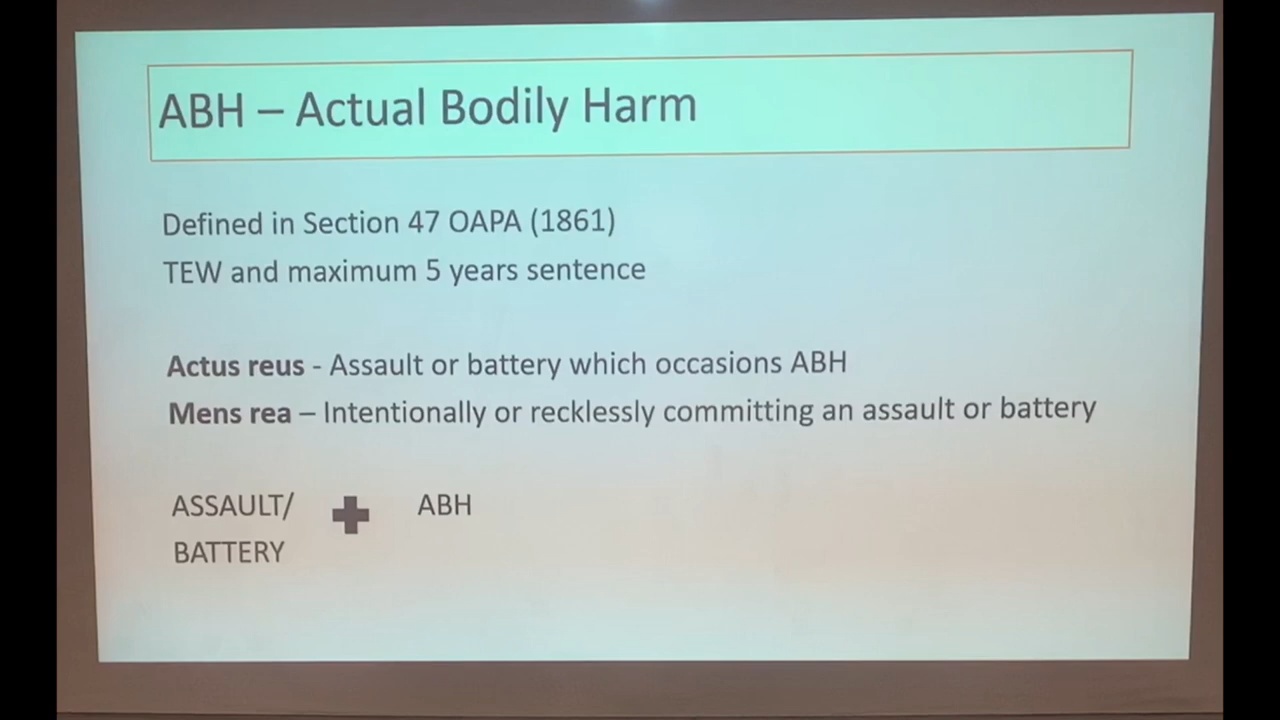 ABH – Actual Bodily Harm
Defined in Section 47 OAPA (1861)
TEW and maximum 5 years sentence
Actus reus - Assault or battery which occasions ABH
Mens rea – Intentionally or recklessly committing an assault or battery
ASSAULT/
BATTERY
ABH